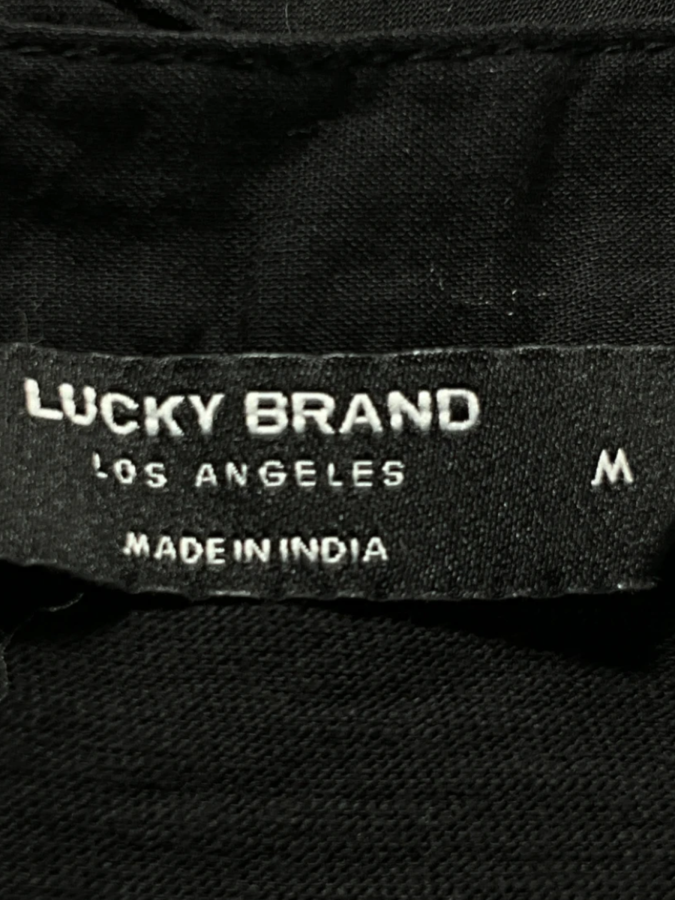 LUCKY BRAND
LOS ANGELES
M
MADE IN INDIA